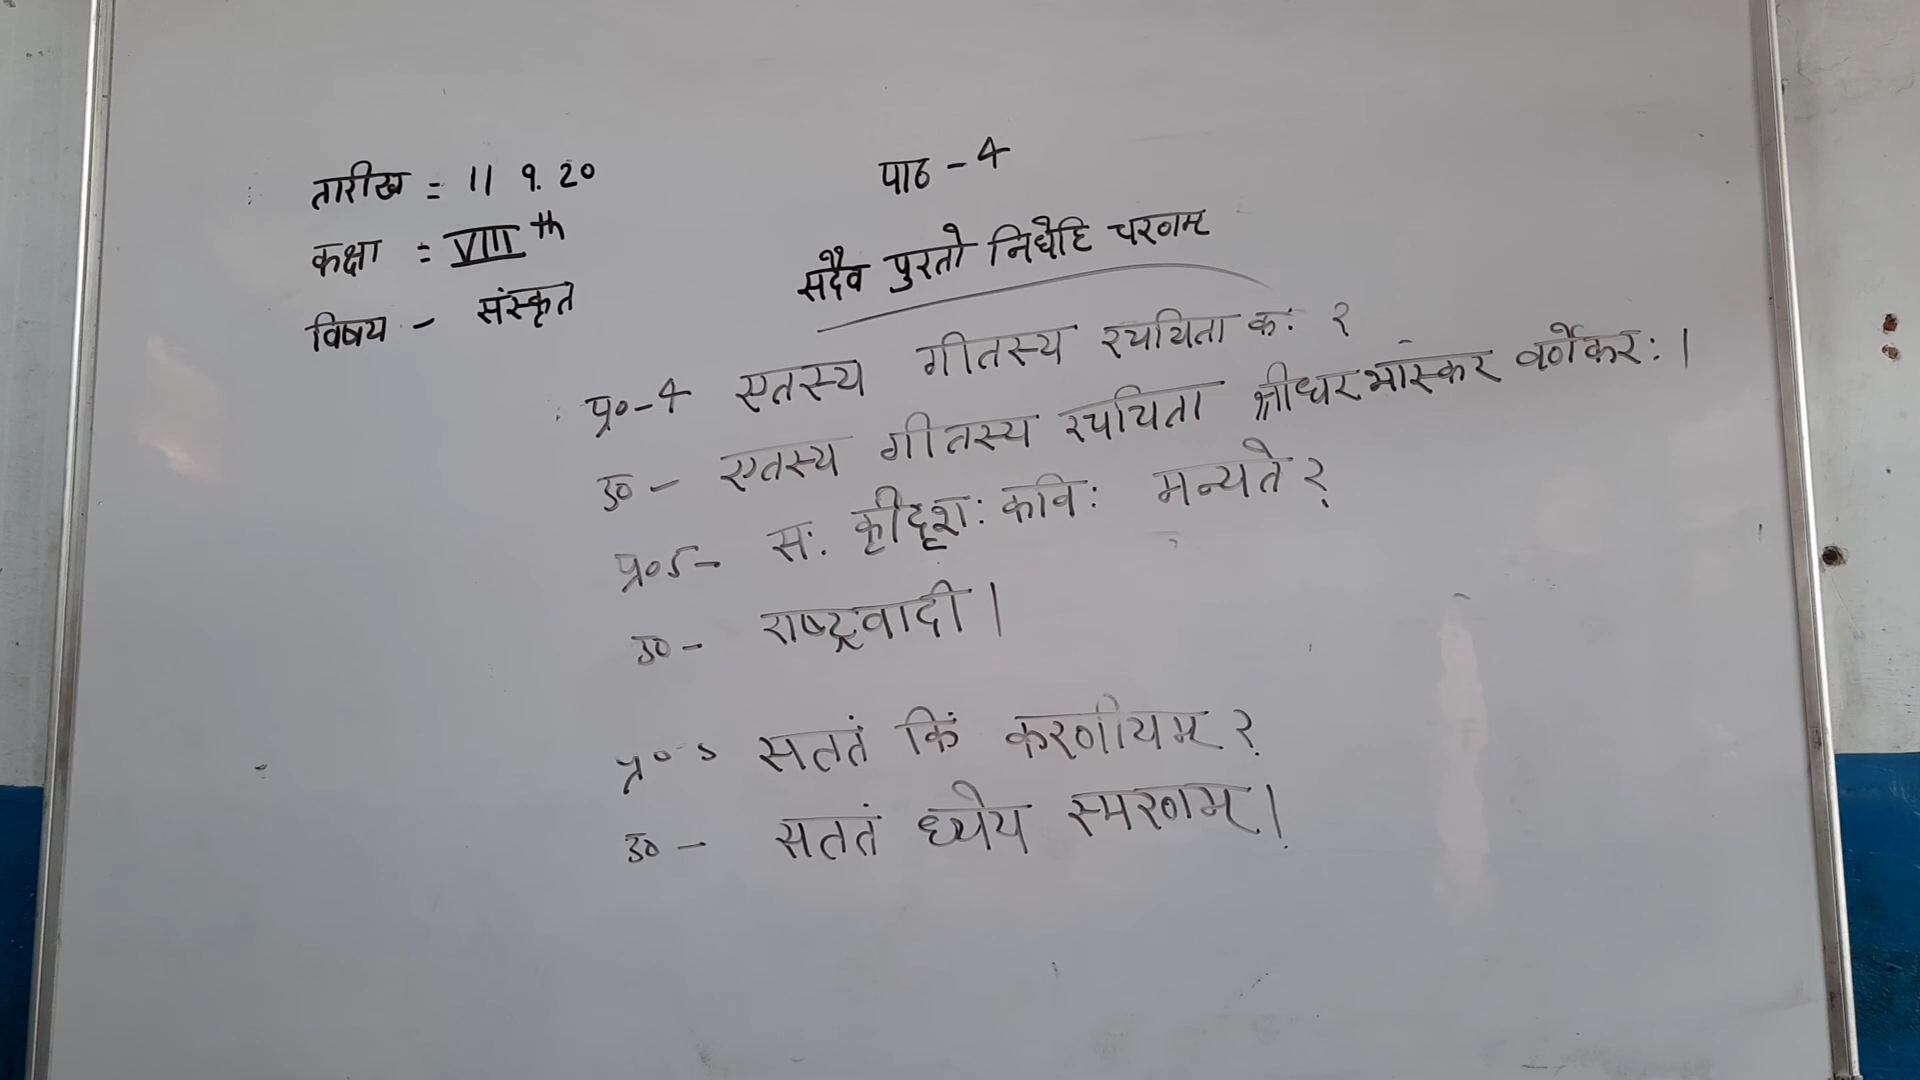 तारीख = 11 9.20
कक्षा : VIII th
विषय - संस्कृत
पाठ - 4
सदैव पुरतो निधेहि चरणम्
प्र०-4 एतस्य गीतस्य रचयिता कः ?
उ० - एतस्य गीतस्य रचयिता श्रीधर भास्कर वर्णेकरः ।
प्र०5- सः कीदृशः कविः मन्यते ?
उ० - राष्ट्रवादी ।
प्र०- सततं किं करणीयम् ?
उ० - सततं ध्येय स्मरणम् ।